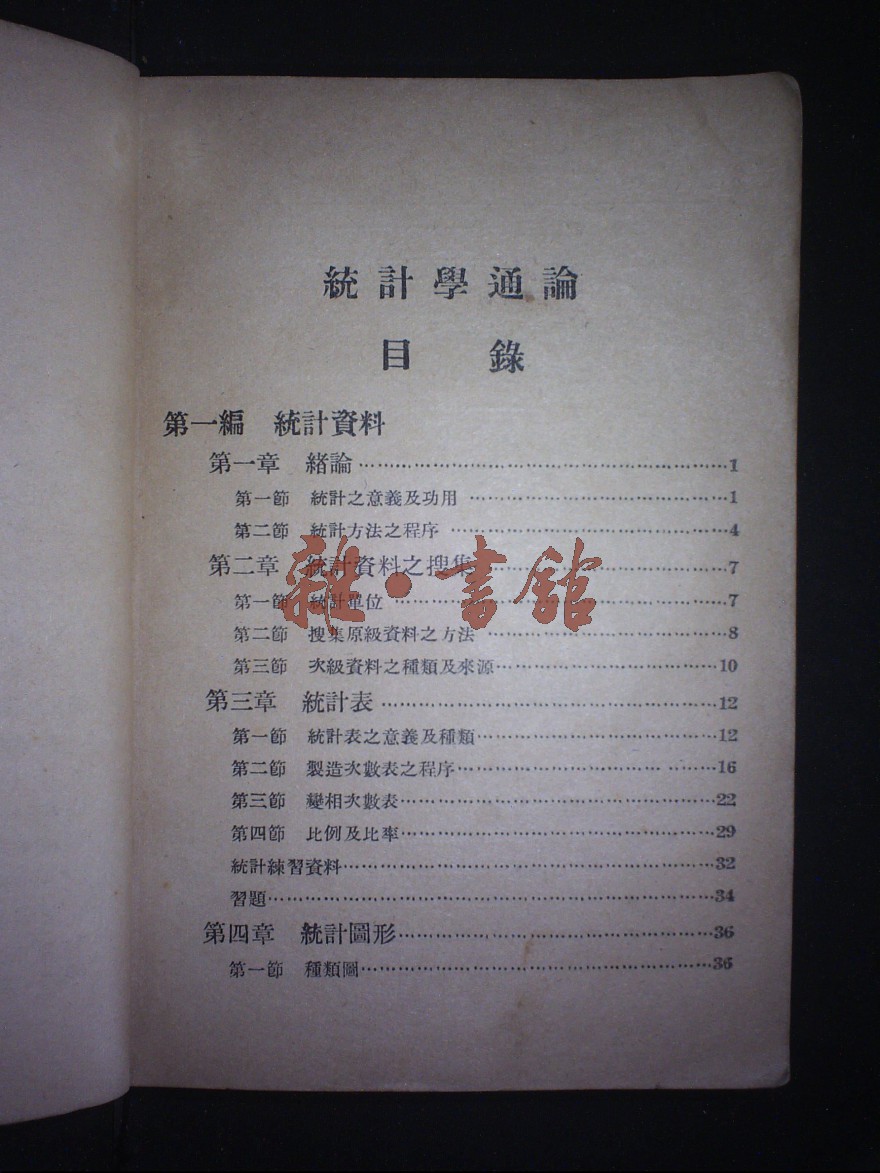 統計學通論
目錄
第一編 統計資料
第一章 緒論…………1
第一節 統計之意義及功用…………1
第二節 統計方法之程序…………4
第二章 統計資料之搜集…………7
第一節 統計單位…………7
第二節 搜集原級資料之方法…………8
第三節 次級資料之種類及來源…………10
第三章 統計表…………12
第一節 統計表之意義及種類…………12
第二節 製造次數表之程序…………16
第三節 變相次數表…………22
第四節 比例及比率…………29
統計練習資料…………32
習題…………34
第四章 統計圖形…………36
第一節 種類圖…………36
雜·書館